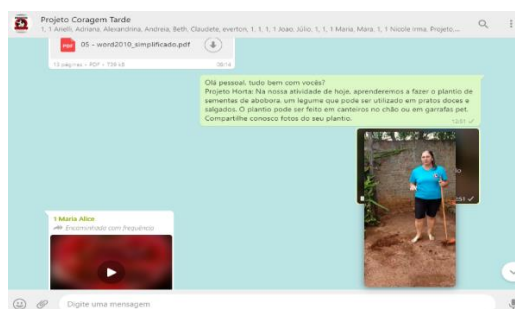 Projeto Coragem Tarde
1, 1 Anelli, Adriana, Alexandrina, Andreia, Beth, Claudete, everton, 1, 1, 1, 1 Joao, Júlio, 1, 1, 1 Maria, Mara, 1, 1 Nicole Irma, Projeto...
PDF 05 - word2010_simplificado.pdf
Olá pessoal, tudo bem com vocês?
Projeto Horta: Na nossa atividade de hoje, aprenderemos a fazer o plantio de
sementes de abobora, um legume que pode ser utilizado em pratos doces e
salgados. O plantio pode ser feito em canteiros no chão ou em garrafas pet.
Compartilhe conosco fotos do seu plantio.
1 Maria Alice
Encaminhada com frequência
Digite uma mensagem